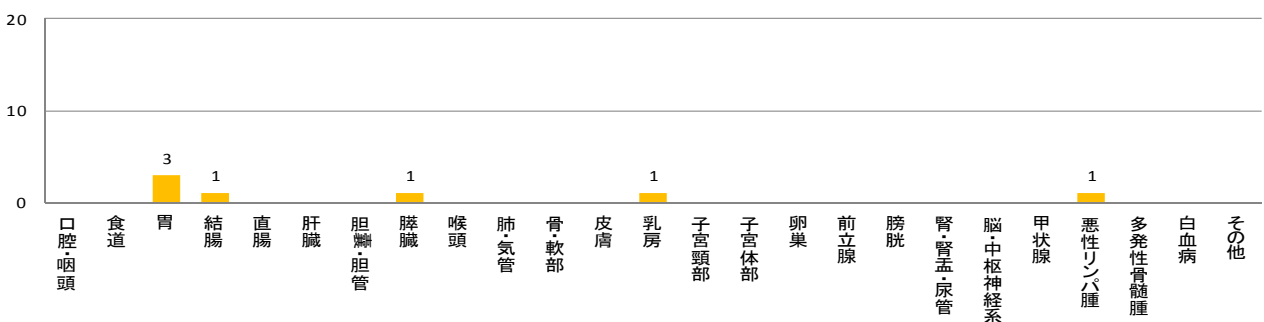 20
10
0
3
1
1
1
1
口腔・咽頭
食道
胃
結腸
直腸
肝臓
胆嚢・胆管
膵臓
喉頭
肺・気管
骨・軟部
皮膚
乳房
子宮頸部
子宮体部
卵巣
前立腺
膀胱
腎・腎盂・尿管
脳・中枢神経系
甲状腺
悪性リンパ腫
多発性骨髄腫
白血病
その他